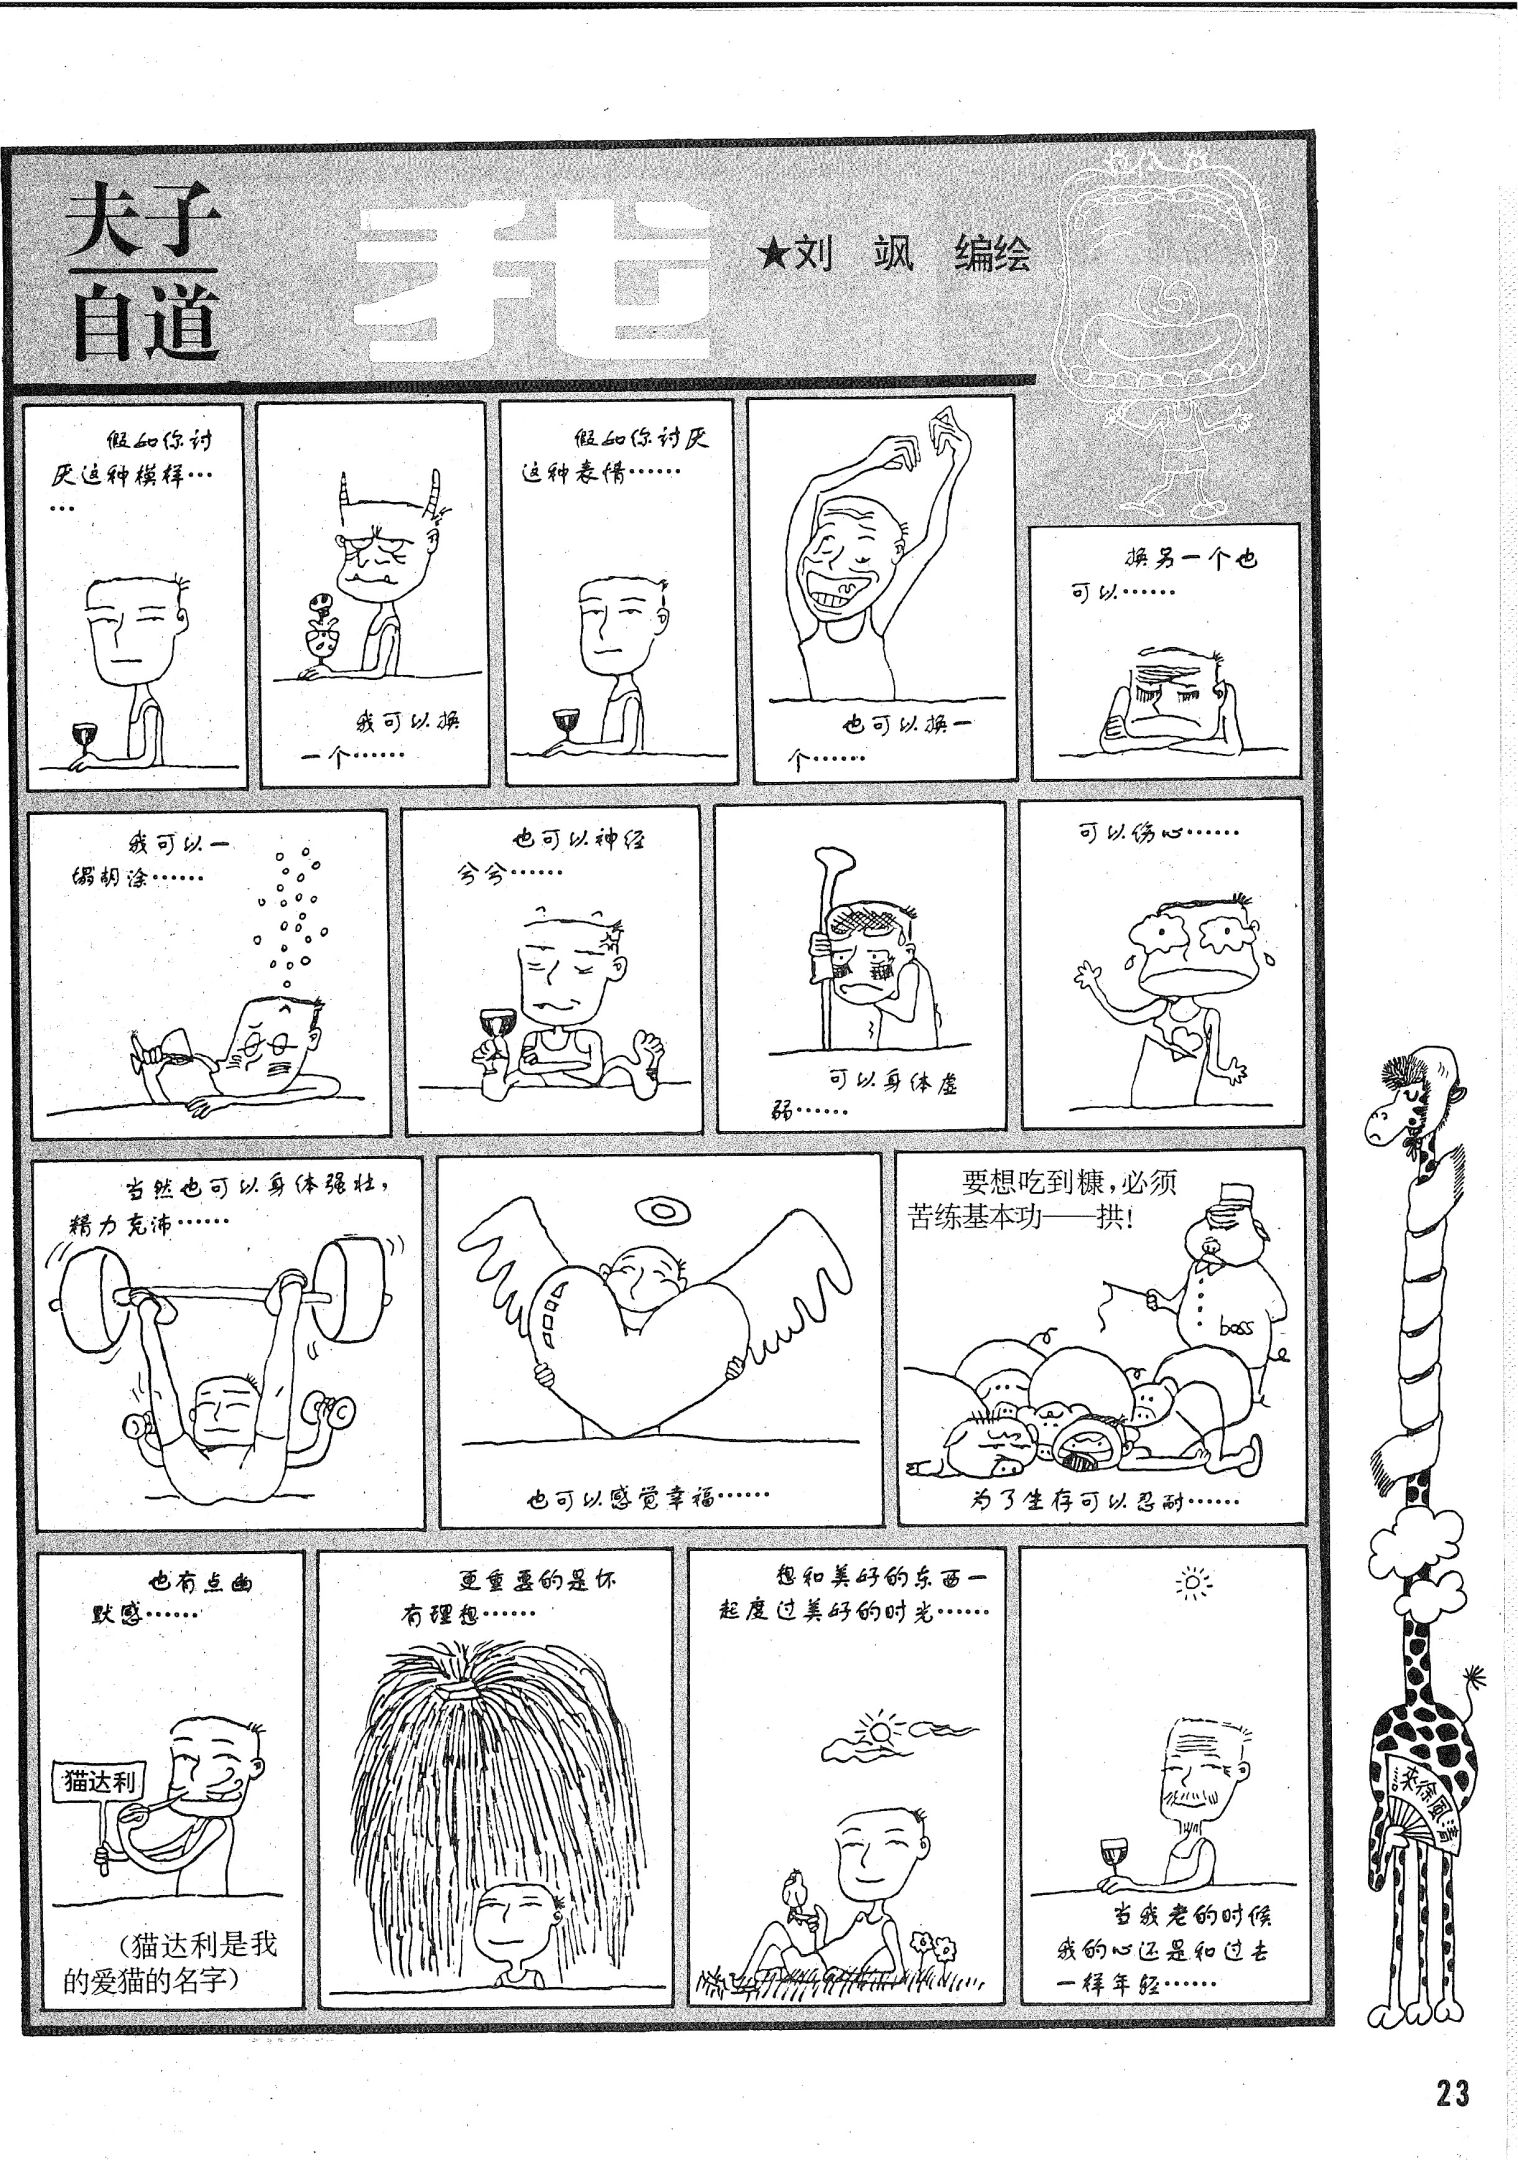 夫子
自道
我
★刘 飒 编绘
假如你讨
厌这种模样…
…
我可以换
一个……
假如你讨厌
这种表情……
也可以换一
个……
换另一个也
可以……
我可以一
塌胡涂……
也可以神经
兮兮……
可以身体虚
弱……
可以伤心……
当然也可以身体强壮，
精力充沛……
也可以感觉幸福……
要想吃到糠，必须
苦练基本功——拱！
boss
为了生存可以忍耐……
也有点幽
默感……
猫达利
（猫达利是我
的爱猫的名字）
更重要的是怀
有理想……
想和美好的东西一
起度过美好的时光……
当我老的时候
我的心还是和过去
一样年轻……
清風徐來
23